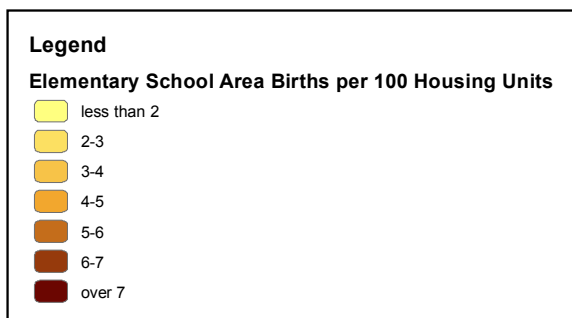 Legend
Elementary School Area Births per 100 Housing Units
less than 2
2-3
3-4
4-5
5-6
6-7
over 7